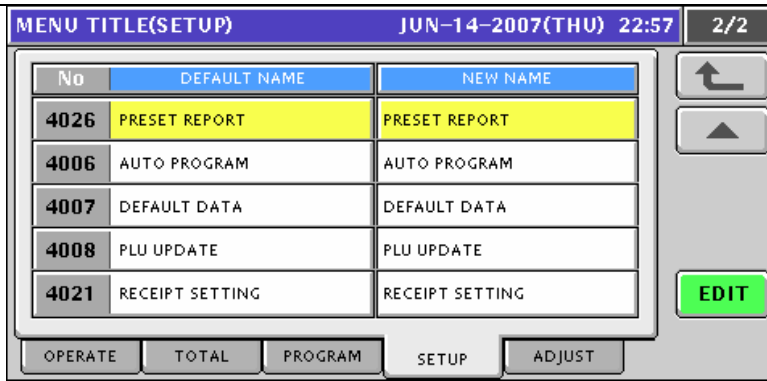 MENU TITLE(SETUP) JUN-14-2007(THU) 22:57 2/2
No DEFAULT NAME NEW NAME
4026 PRESET REPORT PRESET REPORT
4006 AUTO PROGRAM AUTO PROGRAM
4007 DEFAULT DATA DEFAULT DATA
4008 PLU UPDATE PLU UPDATE
4021 RECEIPT SETTING RECEIPT SETTING
EDIT
OPERATE TOTAL PROGRAM SETUP ADJUST